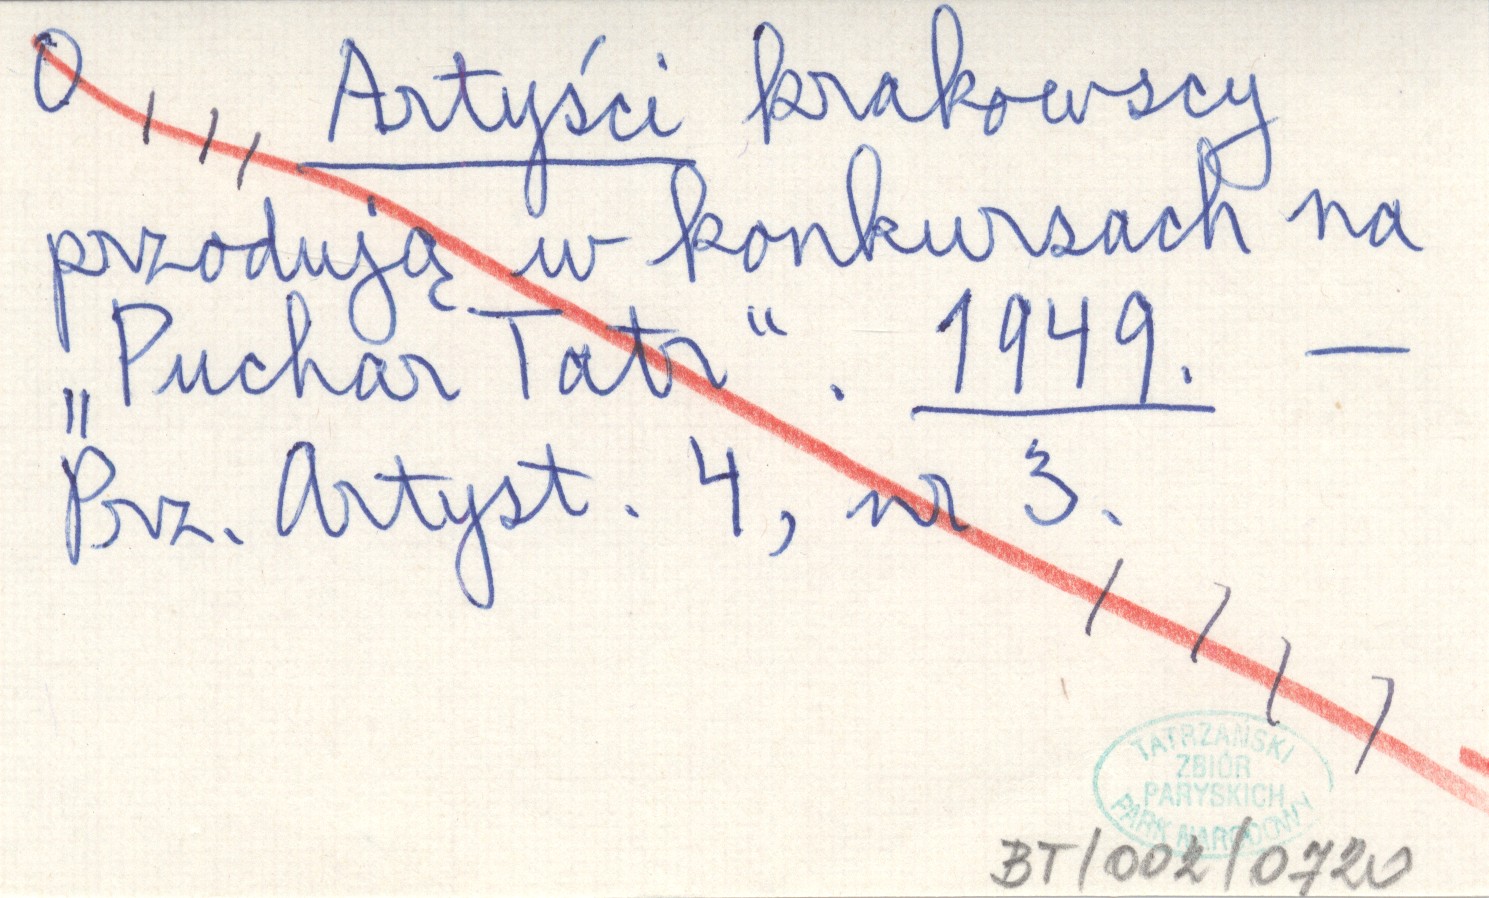 O Artyści krakowscy
przodują w konkursach na
„Puchar Tatr“. 1949. —
Prz. Artyst. 4, nr 3.
TATRZAŃSKI
ZBIÓR
PARYSKICH
PARK NARODOWY
BT/002/0720